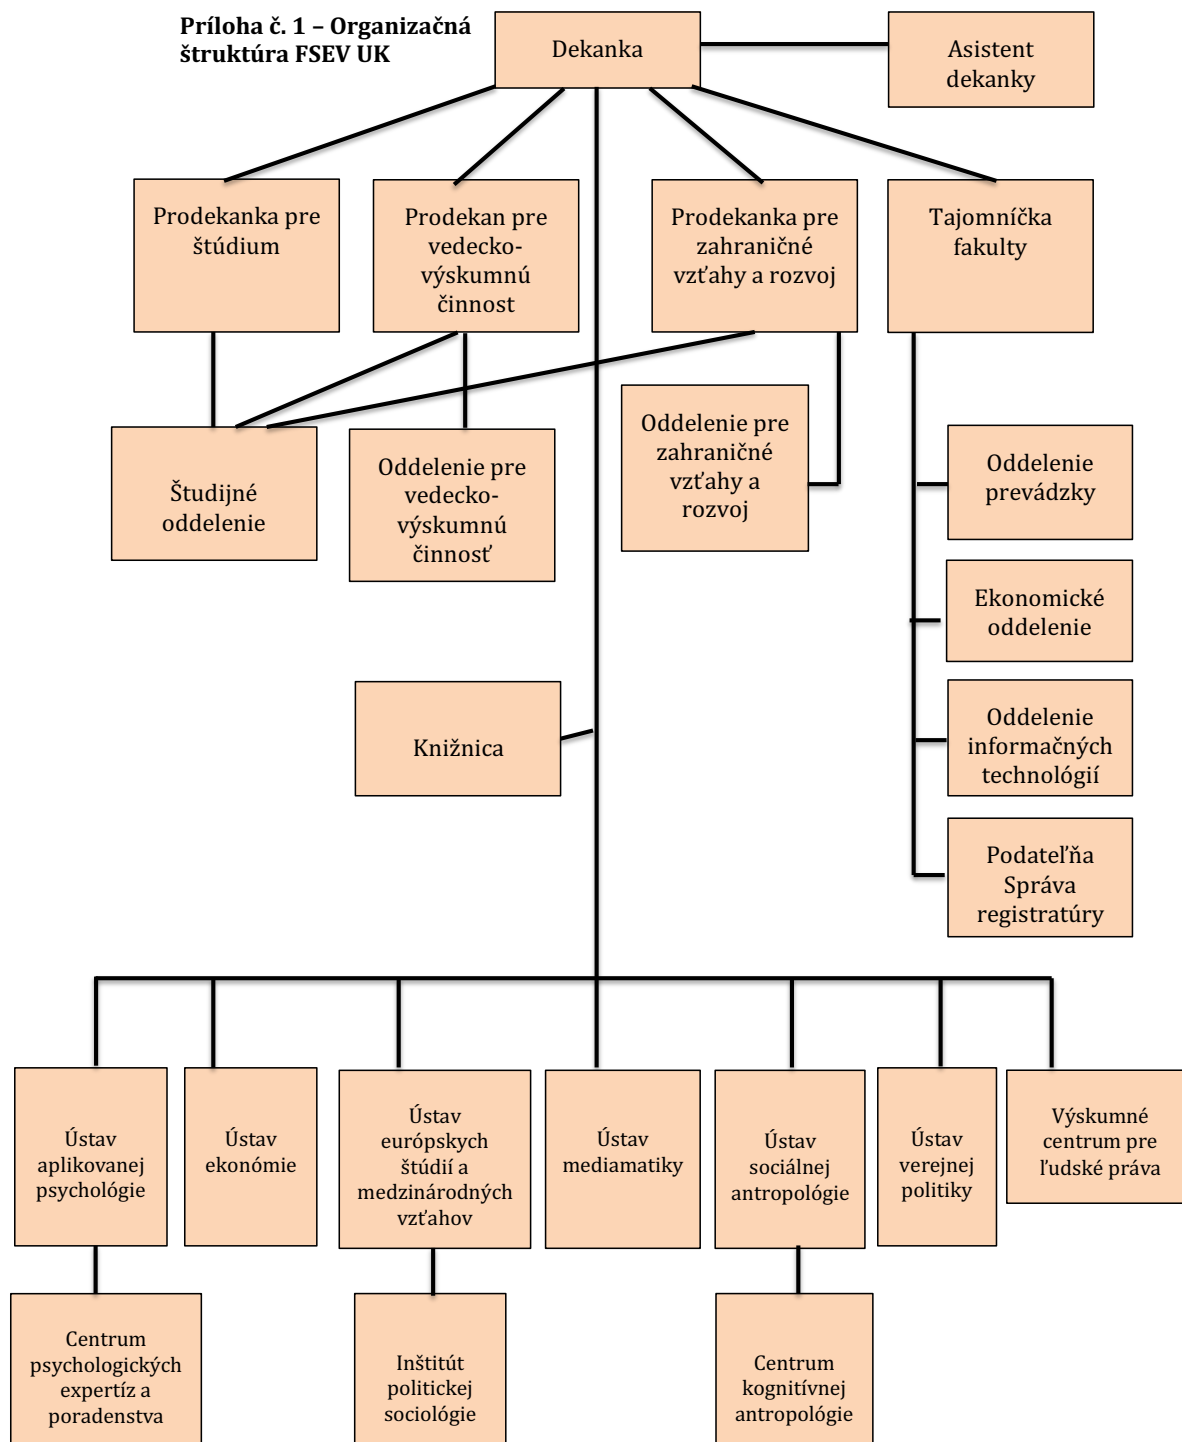 Príloha č. 1 – Organizačná
štruktúra FSEV UK
Dekanka
Asistent
dekanky
Prodekanka pre
štúdium
Prodekan pre
vedecko-
výskumnú
činnost
Prodekanka pre
zahraničné
vzťahy a rozvoj
Tajomníčka
fakulty
Študijné
oddelenie
Oddelenie pre
vedecko-
výskumnú
činnosť
Oddelenie pre
zahraničné
vzťahy a
rozvoj
Oddelenie
prevádzky
Ekonomické
oddelenie
Oddelenie
informačných
technológií
Podateľňa
Správa
registratúry
Knižnica
Ústav
aplikovanej
psychológie
Ústav
ekonómie
Ústav
európskych
štúdií a
medzinárodných
vzťahov
Ústav
mediamatiky
Ústav
sociálnej
antropológie
Ústav
verejnej
politiky
Výskumné
centrum pre
ľudské práva
Centrum
psychologických
expertíz a
poradenstva
Inštitút
politickej
sociológie
Centrum
kognitívnej
antropológie